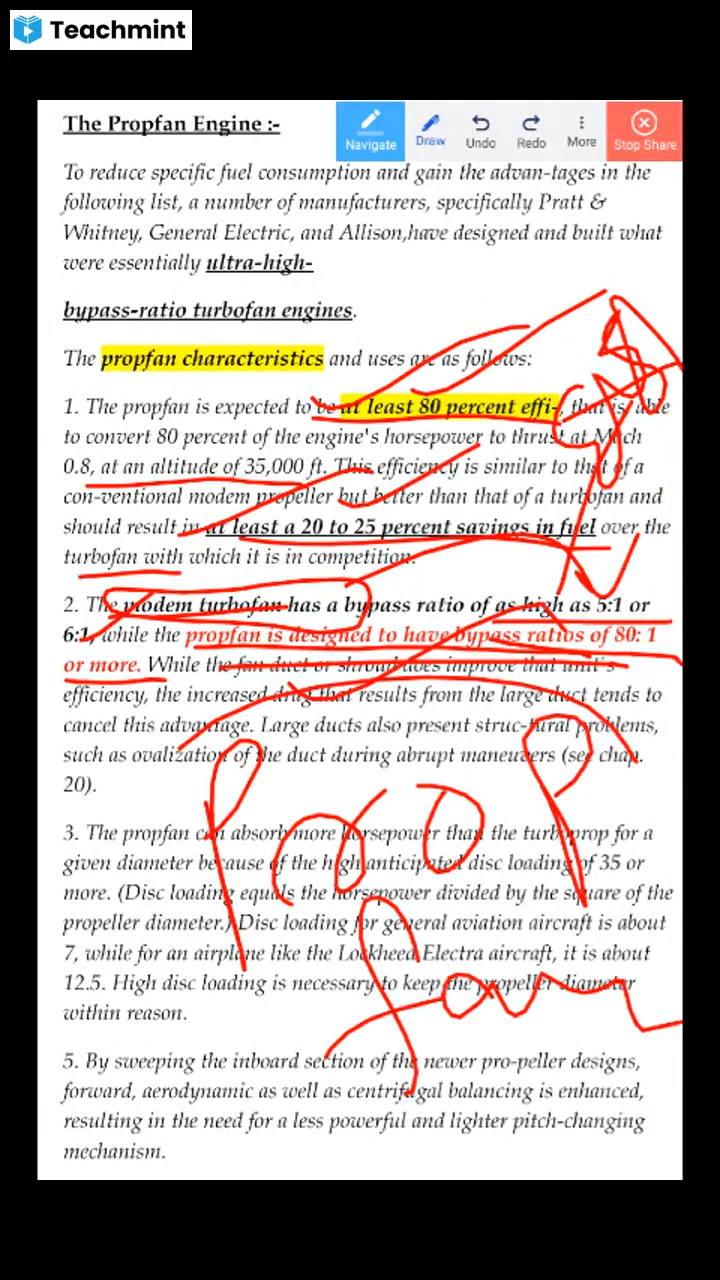 Teachmint
The Propfan Engine :-
Navigate
Draw
Undo
Redo
More
Stop Share
To reduce specific fuel consumption and gain the advan-tages in the
following list, a number of manufacturers, specifically Pratt &
Whitney, General Electric, and Allison,have designed and built what
were essentially ultra-high-
bypass-ratio turbofan engines.
The propfan characteristics and uses are as follows:
1. The propfan is expected to be at least 80 percent effi-, that is, able
to convert 80 percent of the engine's horsepower to thrust at Mach
0.8, at an altitude of 35,000 ft. This efficiency is similar to that of a
con-ventional modem propeller but better than that of a turbofan and
should result in at least a 20 to 25 percent savings in fuel over the
turbofan with which it is in competition.
2. The modem turbofan has a bypass ratio of as high as 5:1 or
6:1, while the propfan is designed to have bypass ratios of 80: 1
or more. While the fan duct or shroud does improve that unit's
efficiency, the increased drag that results from the large duct tends to
cancel this advantage. Large ducts also present struc-tural problems,
such as ovalization of the duct during abrupt maneuvers (see chap.
20).
3. The propfan can absorb more horsepower than the turboprop for a
given diameter because of the high anticipated disc loading of 35 or
more. (Disc loading equals the horsepower divided by the square of the
propeller diameter.) Disc loading for general aviation aircraft is about
7, while for an airplane like the Lockheed Electra aircraft, it is about
12.5. High disc loading is necessary to keep the propeller diameter
within reason.
5. By sweeping the inboard section of the newer pro-peller designs,
forward, aerodynamic as well as centrifugal balancing is enhanced,
resulting in the need for a less powerful and lighter pitch-changing
mechanism.
Proop
fan